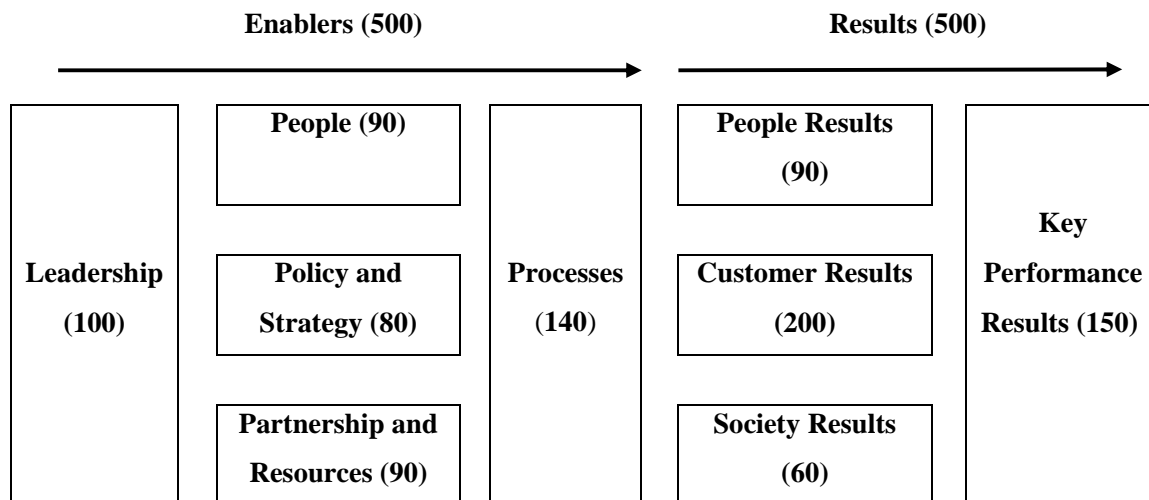 Enablers (500)
Results (500)
Leadership
(100)
People (90)
Policy and
Strategy (80)
Partnership and
Resources (90)
Processes
(140)
People Results
(90)
Customer Results
(200)
Society Results
(60)
Key
Performance
Results (150)